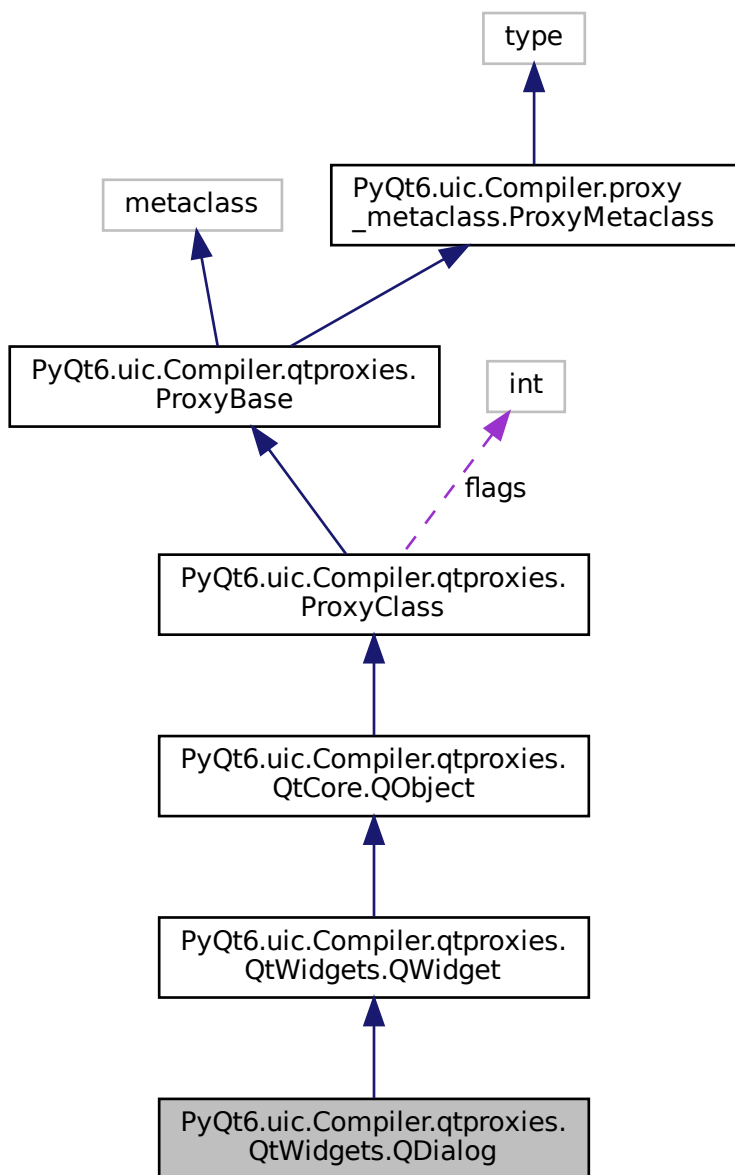 type
PyQt6.uic.Compiler.proxy
_metaclass.ProxyMetaclass
metaclass
PyQt6.uic.Compiler.qtproxies.
ProxyBase
int
flags
PyQt6.uic.Compiler.qtproxies.
ProxyClass
PyQt6.uic.Compiler.qtproxies.
QtCore.QObject
PyQt6.uic.Compiler.qtproxies.
QtWidgets.QWidget
PyQt6.uic.Compiler.qtproxies.
QtWidgets.QDialog